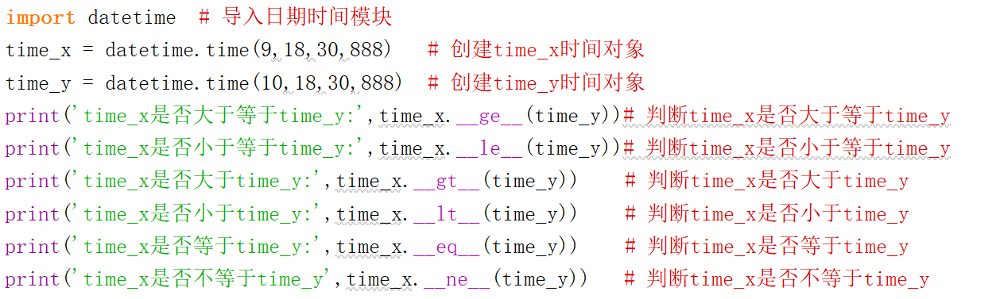 import datetime  # 导入日期时间模块
time_x = datetime.time(9,18,30,888)   # 创建time_x时间对象
time_y = datetime.time(10,18,30,888)  # 创建time_y时间对象
print('time_x是否大于等于time_y:',time_x.__ge__(time_y))# 判断time_x是否大于等于time_y
print('time_x是否小于等于time_y:',time_x.__le__(time_y))# 判断time_x是否小于等于time_y
print('time_x是否大于time_y:',time_x.__gt__(time_y))    # 判断time_x是否大于time_y
print('time_x是否小于time_y:',time_x.__lt__(time_y))    # 判断time_x是否小于time_y
print('time_x是否等于time_y:',time_x.__eq__(time_y))    # 判断time_x是否等于time_y
print('time_x是否不等于time_y',time_x.__ne__(time_y))   # 判断time_x是否不等于time_y